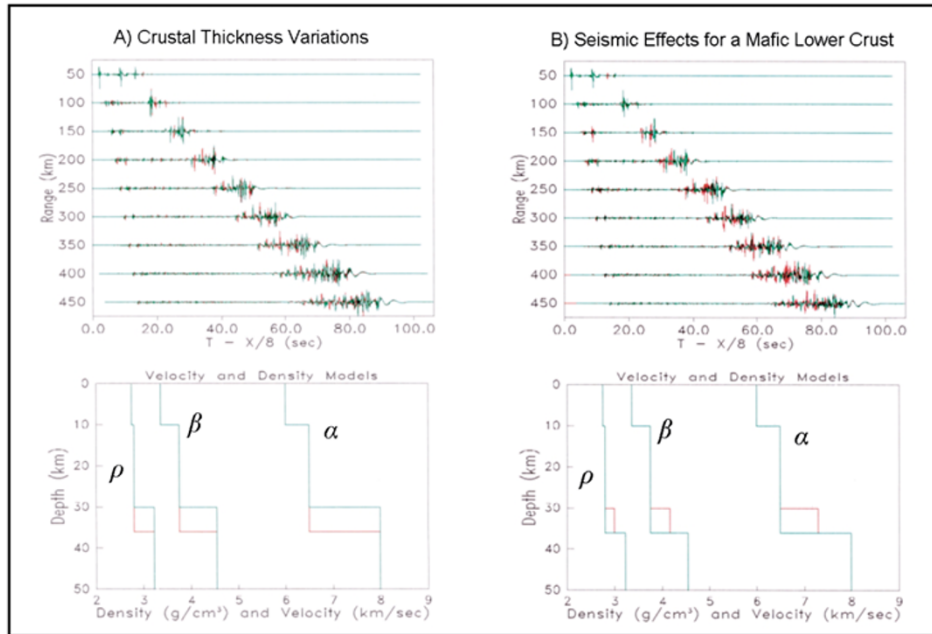 A) Crustal Thickness Variations
50
100
150
200
250
300
350
400
450
Range (km)
0.0 20.0 40.0 60.0 80.0 100.0
T - X/8 (sec)
Velocity and Density Models
0
10
20
30
40
50
Depth (km)
ρ
β
α
2 3 4 5 6 7 8 9
Density (g/cm³) and Velocity (km/sec)
B) Seismic Effects for a Mafic Lower Crust
50
100
150
200
250
300
350
400
450
Range (km)
0.0 20.0 40.0 60.0 80.0 100.0
T - X/8 (sec)
Velocity and Density Models
0
10
20
30
40
50
Depth (km)
ρ
β
α
2 3 4 5 6 7 8 9
Density (g/cm³) and Velocity (km/sec)